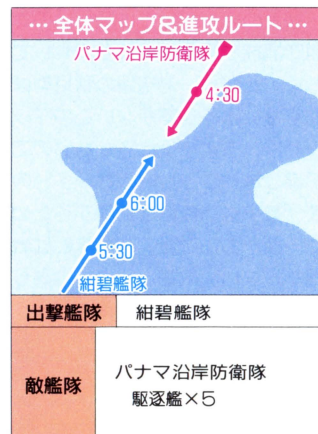 … 全体マップ&進攻ルート …
パナマ沿岸防衛隊
4:30
6:00
5:30
紺碧艦隊
出撃艦隊 紺碧艦隊
敵艦隊 パナマ沿岸防衛隊
駆逐艦×5